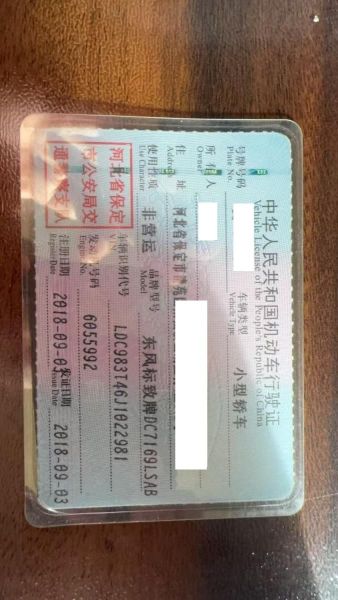 中华人民共和国机动车行驶证
Vehicle License of the People's Republic of China
号牌号码
Plate No.
车辆类型
Vehicle Type
小型轿车
所有人
Owner
住址
Address
河北省保定市
使用性质
Use Character
非营运
品牌型号
Model
东风标致牌DC7169LSAB
河北省保定
市公安局交
通警察支队
车辆识别代号
VIN
LDC983T46J1022981
发动机号码
Engine No.
6055992
注册日期
Register Date
2018-09-03
发证日期
Issue Date
2018-09-03